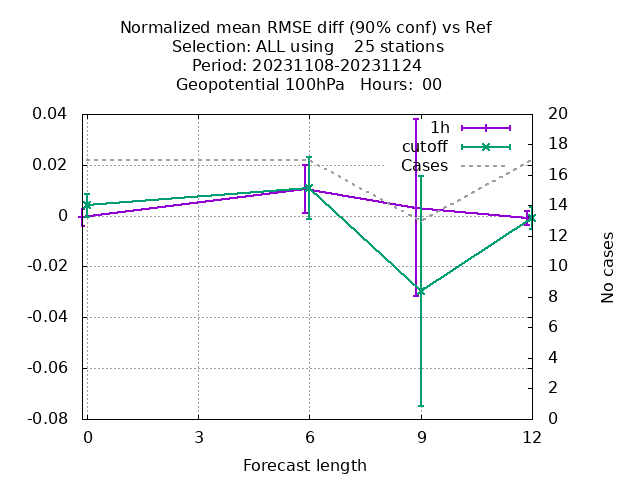 Normalized mean RMSE diff (90% conf) vs Ref
Selection: ALL using    25 stations
Period: 20231108-20231124
Geopotential 100hPa   Hours:  00
0.04
0.02
0
-0.02
-0.04
-0.06
-0.08
20
18
16
14
12
10
8
6
4
2
0
1h
cutoff
Cases
No cases
0 3 6 9 12
Forecast length